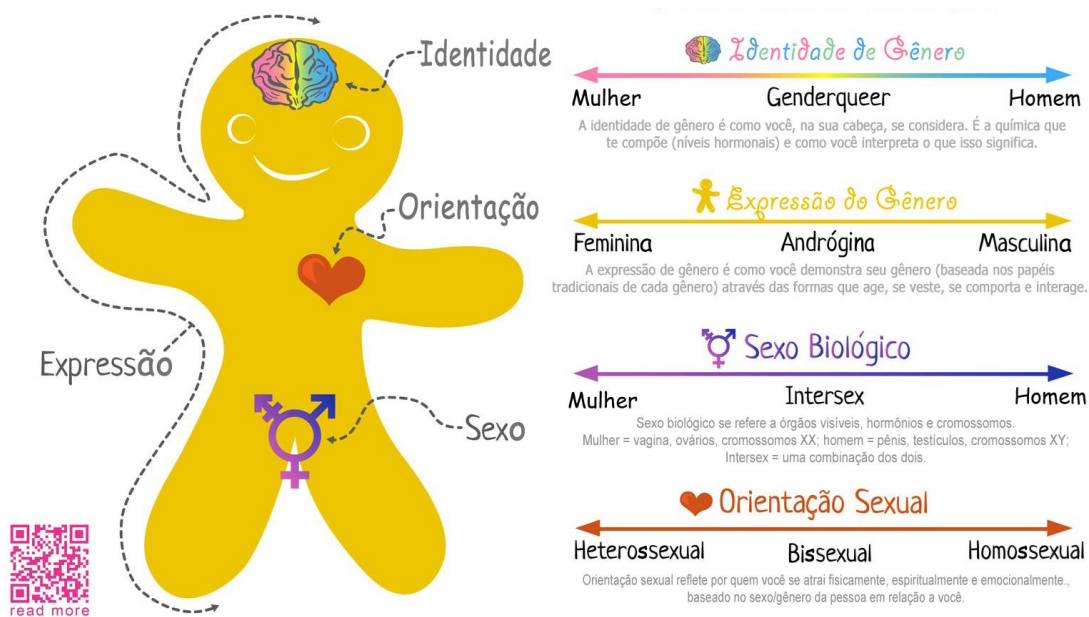 Identidade
Orientação
Expressão
Sexo
read more
Identidade de Gênero
Mulher Genderqueer Homem
A identidade de gênero é como você, na sua cabeça, se considera. É a química que
te compõe (níveis hormonais) e como você interpreta o que isso significa.
Expressão do Gênero
Feminina Andrógina Masculina
A expressão de gênero é como você demonstra seu gênero (baseada nos papéis
tradicionais de cada gênero) através das formas que age, se veste, se comporta e interage.
Sexo Biológico
Mulher Intersex Homem
Sexo biológico se refere a órgãos visíveis, hormônios e cromossomos.
Mulher = vagina, ovários, cromossomos XX; homem = pênis, testículos, cromossomos XY;
Intersex = uma combinação dos dois.
Orientação Sexual
Heterossexual Bissexual Homossexual
Orientação sexual reflete por quem você se atrai fisicamente, espiritualmente e emocionalmente.,
baseado no sexo/gênero da pessoa em relação a você.